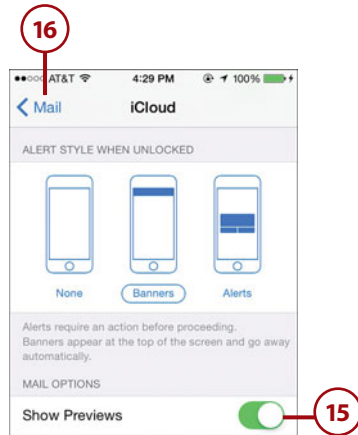 16
AT&T 4:29 PM 100%
Mail iCloud
ALERT STYLE WHEN UNLOCKED
None Banners Alerts
Alerts require an action before proceeding.
Banners appear at the top of the screen and go away
automatically.
MAIL OPTIONS
Show Previews 15